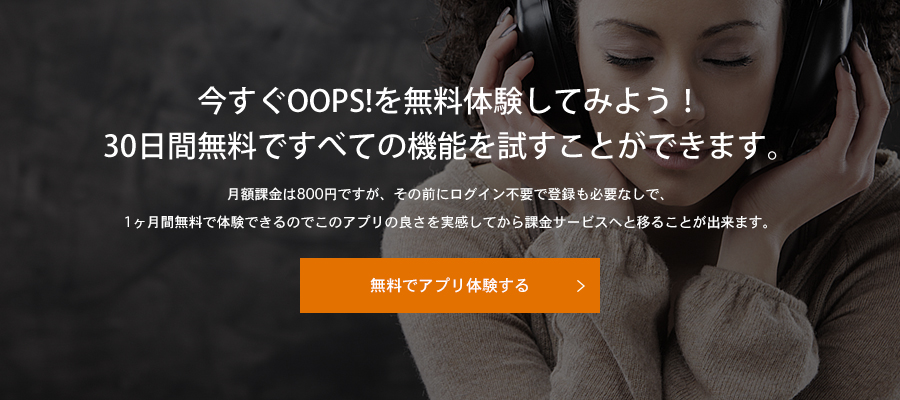 今すぐOOPS!を無料体験してみよう！
30日間無料ですべての機能を試すことができます。
月額課金は800円ですが、その前にログイン不要で登録も必要なしで、
1ヶ月間無料で体験できるのでこのアプリの良さを実感してから課金サービスへと移ることが出来ます。
無料でアプリ体験する